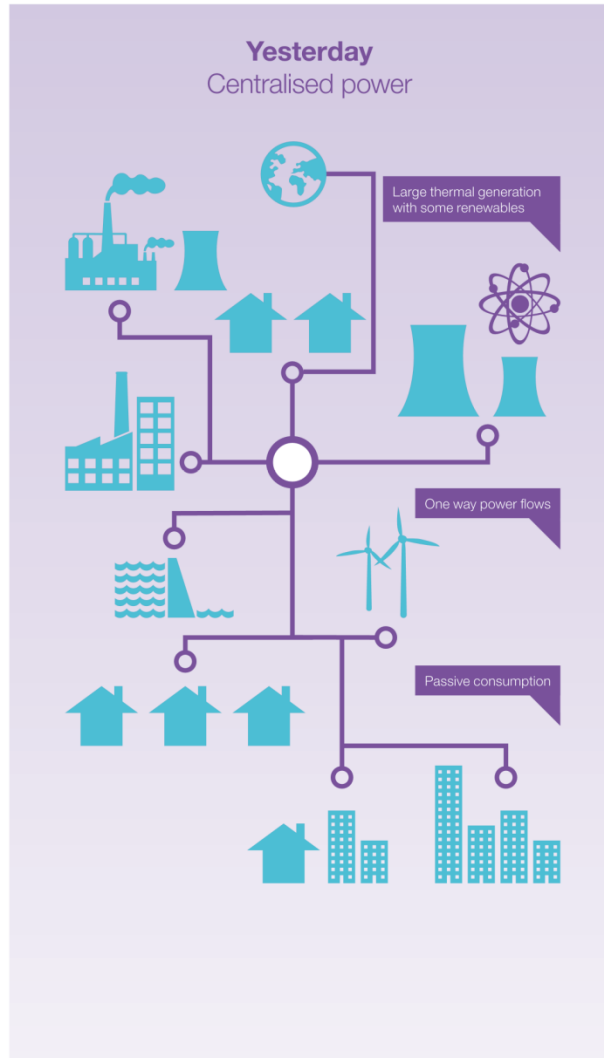 Yesterday
Centralised power
Large thermal generation
with some renewables
One way power flows
Passive consumption